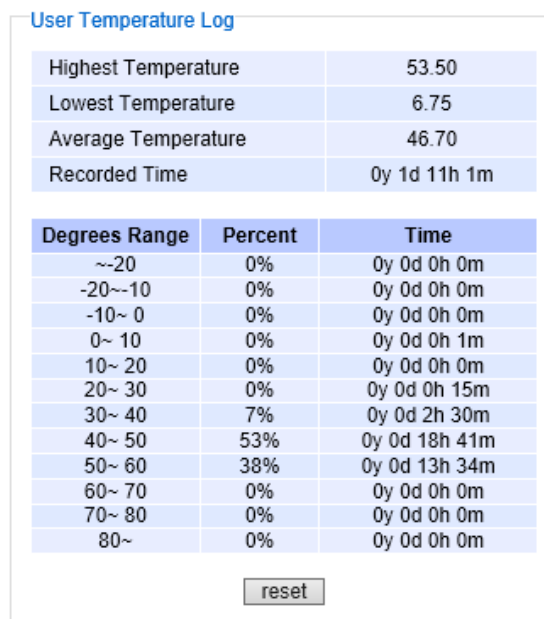 User Temperature Log
Highest Temperature 53.50
Lowest Temperature 6.75
Average Temperature 46.70
Recorded Time 0y 1d 11h 1m
Degrees Range Percent Time
~-20 0% 0y 0d 0h 0m
-20~-10 0% 0y 0d 0h 0m
-10~ 0 0% 0y 0d 0h 0m
0~ 10 0% 0y 0d 0h 1m
10~ 20 0% 0y 0d 0h 0m
20~ 30 0% 0y 0d 0h 15m
30~ 40 7% 0y 0d 2h 30m
40~ 50 53% 0y 0d 18h 41m
50~ 60 38% 0y 0d 13h 34m
60~ 70 0% 0y 0d 0h 0m
70~ 80 0% 0y 0d 0h 0m
80~ 0% 0y 0d 0h 0m
reset